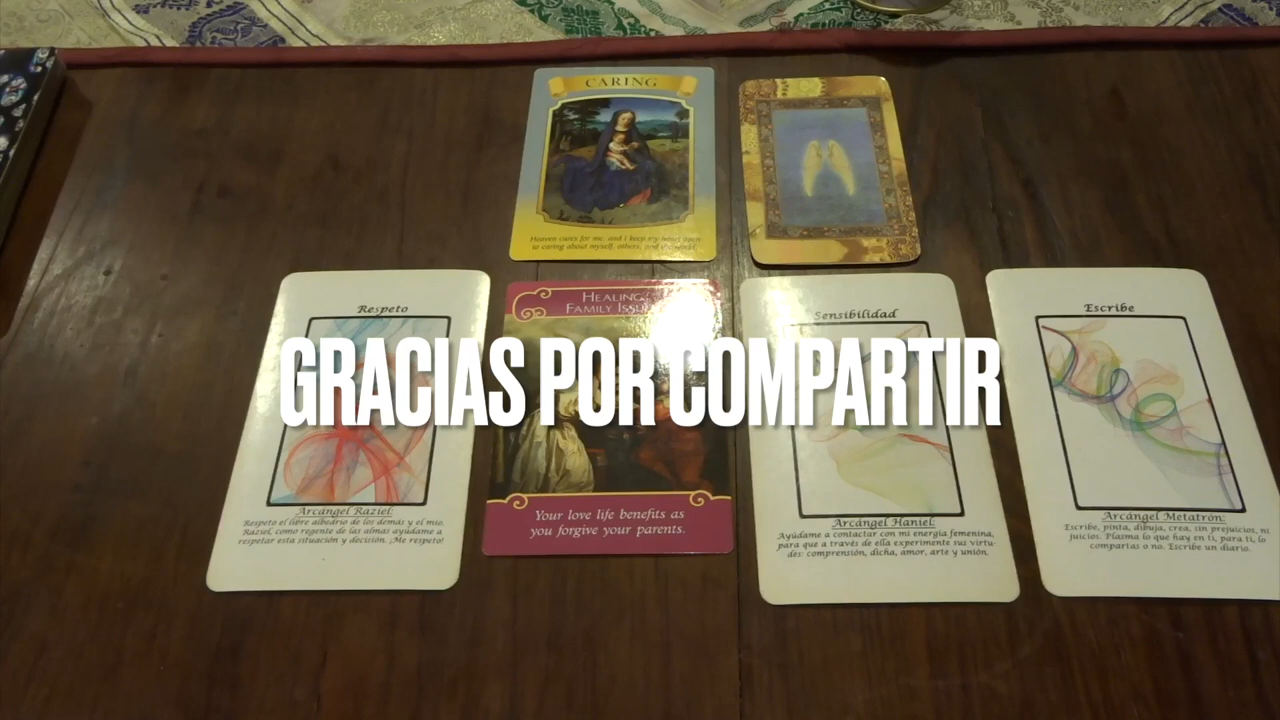 CARING
Heaven cares for me, and I keep my heart open
to caring about myself, others, and the world.
Respeto
Arcángel Raziel:
Respeto el libre albedrío de los demás y el mío.
Raziel, como regente de las almas ayúdame a
respetar esta situación y decisión. ¡Me respeto!
HEALING
FAMILY ISSUES
Your love life benefits as
you forgive your parents.
Sensibilidad
Arcángel Haniel:
Ayúdame a contactar con mi energía femenina,
para que a través de ella experimente sus virtu-
des: comprensión, dicha, amor, arte y unión.
Escribe
Arcángel Metatrón:
Escribe, pinta, dibuja, crea, sin prejuicios, ni
juicios. Plasma lo que hay en ti, para ti, lo
compartas o no. Escribe un diario.
GRACIAS POR COMPARTIR